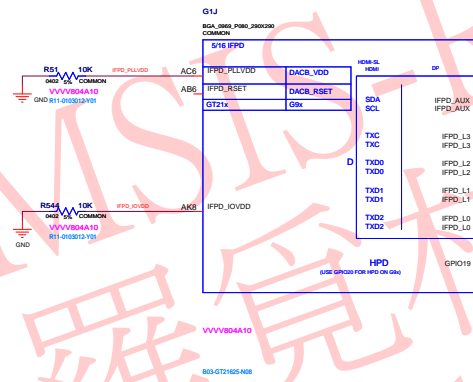 G1J
BGA_0969_P080_290X290
COMMON
5/16 IFPD
HDMI-SL
HDMI
DP
R51 10K IFPD_PLLVDD AC6 IFPD_PLLVDD DACB_VDD
0402 5% COMMON
VVVV804A10
AB6 IFPD_RSET DACB_RSET
GND R11-0103012-Y01
GT21x G9x
SDA IFPD_AUX
SCL IFPD_AUX
TXC IFPD_L3
TXC IFPD_L3
D TXD0 IFPD_L2
TXD0 IFPD_L2
TXD1 IFPD_L1
TXD1 IFPD_L1
R544 10K IFPD_IOVDD AK8 IFPD_IOVDD
0402 5% COMMON
TXD2 IFPD_L0
TXD2 IFPD_L0
VVVV804A10
R11-0103012-Y01
GND
HPD GPIO19
(USE GPIO20 FOR HPD ON G9x)
VVVV804A10
B03-GT21625-N08